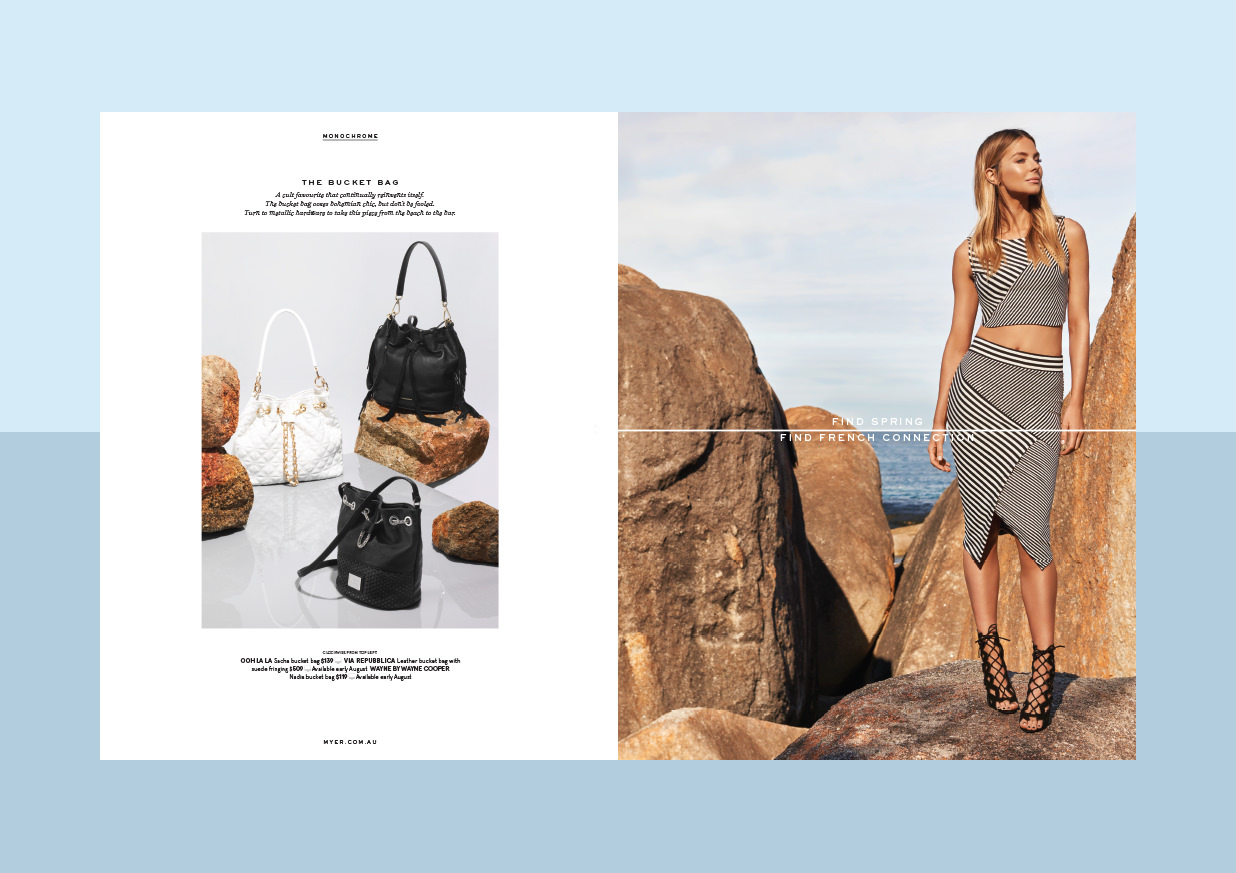 MONOCHROME
THE BUCKET BAG
A cult favourite that continually reinvents itself.
The bucket bag oozes bohemian chic, but don't be fooled.
Turn to metallic hardware to take this piece from the beach to the bar.
CLOCKWISE FROM TOP LEFT
OOH LA LA Sacha bucket bag $139 VIA REPUBBLICA Leather bucket bag with
suede fringing $509 Available early August WAYNE BY WAYNE COOPER
Nadia bucket bag $119 Available early August
MYER.COM.AU
FIND SPRING
FIND FRENCH CONNECTION